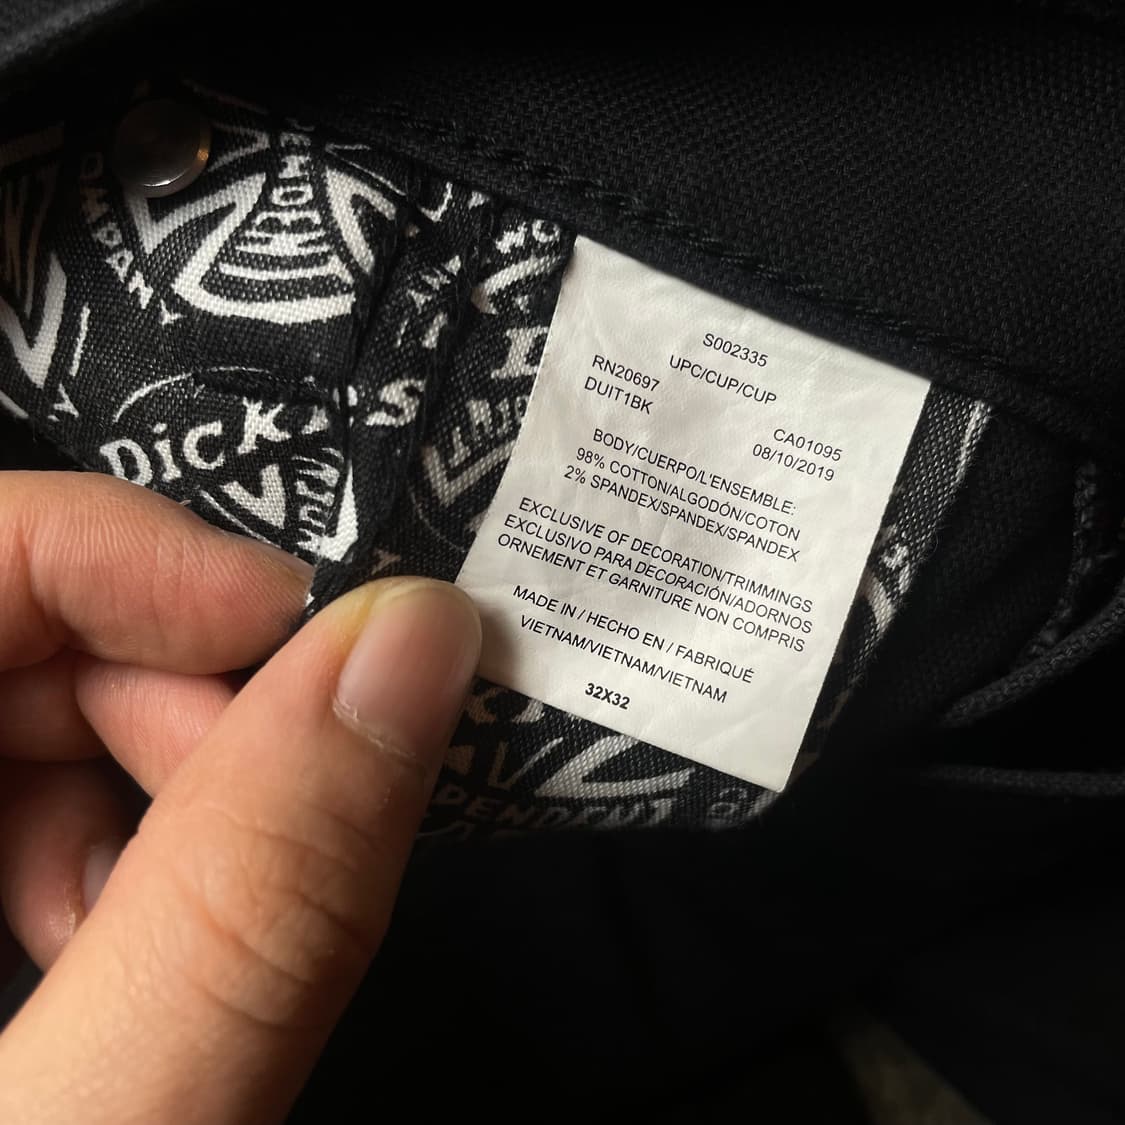 S002335
UPC/CUP/CUP
RN20697
DUIT1BK
CA01095
08/10/2019
BODY/CUERPO/L'ENSEMBLE:
98% COTTON/ALGODÓN/COTON
2% SPANDEX/SPANDEX/SPANDEX
EXCLUSIVE OF DECORATION/TRIMMINGS
EXCLUSIVO PARA DECORACIÓN/ADORNOS
ORNEMENT ET GARNITURE NON COMPRIS
MADE IN / HECHO EN / FABRIQUÉ
VIETNAM/VIETNAM/VIETNAM
32X32
Dickies